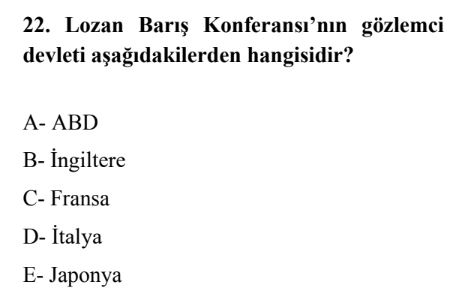 22. Lozan Barış Konferansı’nın gözlemci
devleti aşağıdakilerden hangisidir?
A- ABD
B- İngiltere
C- Fransa
D- İtalya
E- Japonya